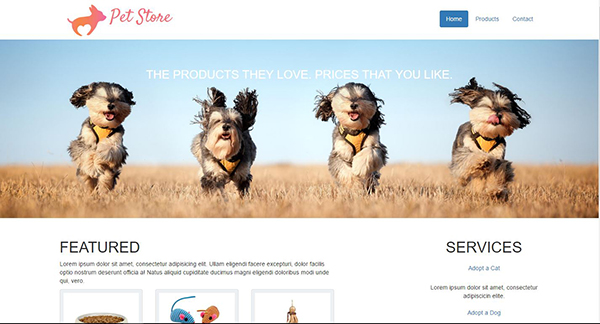 Pet Store
Home Products Contact
THE PRODUCTS THEY LOVE. PRICES THAT YOU LIKE.
FEATURED
Lorem ipsum dolor sit amet, consectetur adipisicing elit. Ullam eligendi facere excepturi, dolor facilis
optio nostrum deserunt officia a! Natus aliquid cupiditate ducimus magni eligendi doloribus modi unde
qui, vero.
SERVICES
Adopt a Cat
Lorem ipsum dolor sit amet, consectetur
adipisicin elit.
Adopt a Dog